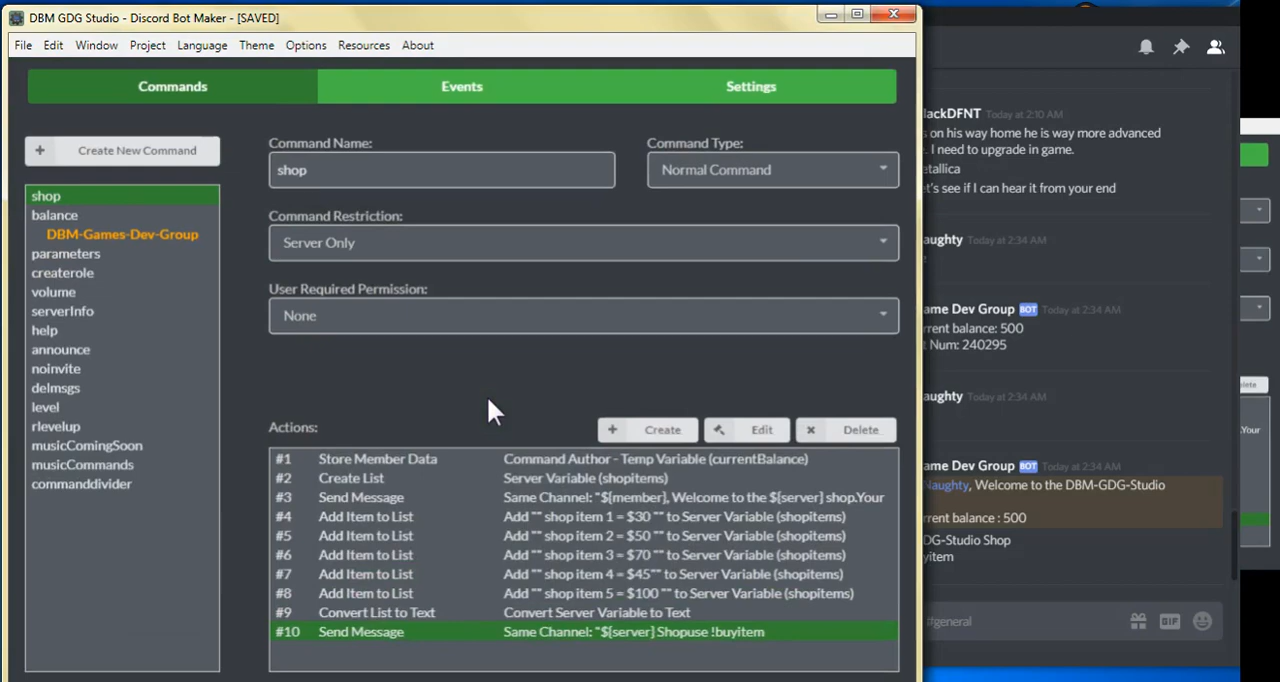 DBM GDG Studio - Discord Bot Maker - [SAVED]
File Edit Window Project Language Theme Options Resources About
Commands Events Settings
Create New Command
shop
balance
DBM-Games-Dev-Group
parameters
createrole
volume
serverInfo
help
announce
noinvite
delmsgs
level
rlevelup
musicComingSoon
musicCommands
commanddivider
Command Name:
shop
Command Type:
Normal Command
Command Restriction:
Server Only
User Required Permission:
None
Actions:
Create Edit Delete
#1 Store Member Data Command Author - Temp Variable (currentBalance)
#2 Create List Server Variable (shopitems)
#3 Send Message Same Channel: "$[member], Welcome to the $[server] shop.Your
#4 Add Item to List Add "" shop item 1 = $30 "" to Server Variable (shopitems)
#5 Add Item to List Add "" shop item 2 = $50 "" to Server Variable (shopitems)
#6 Add Item to List Add "" shop item 3 = $70 "" to Server Variable (shopitems)
#7 Add Item to List Add "" shop item 4 = $45"" to Server Variable (shopitems)
#8 Add Item to List Add "" shop item 5 = $100 "" to Server Variable (shopitems)
#9 Convert List to Text Convert Server Variable to Text
#10 Send Message Same Channel: "$[server] Shopuse !buyitem
lackDFNT Today at 2:10 AM
s on his way home he is way more advanced
. I need to upgrade in game.
etallica
et's see if I can hear it from your end
aughty Today at 2:34 AM
ame Dev Group BOT Today at 2:34 AM
rrent balance: 500
t Num: 240295
aughty Today at 2:34 AM
ame Dev Group BOT Today at 2:34 AM
Naughty, Welcome to the DBM-GDG-Studio
rrent balance : 500
DG-Studio Shop
yitem
#general
GIF
elete
.Your